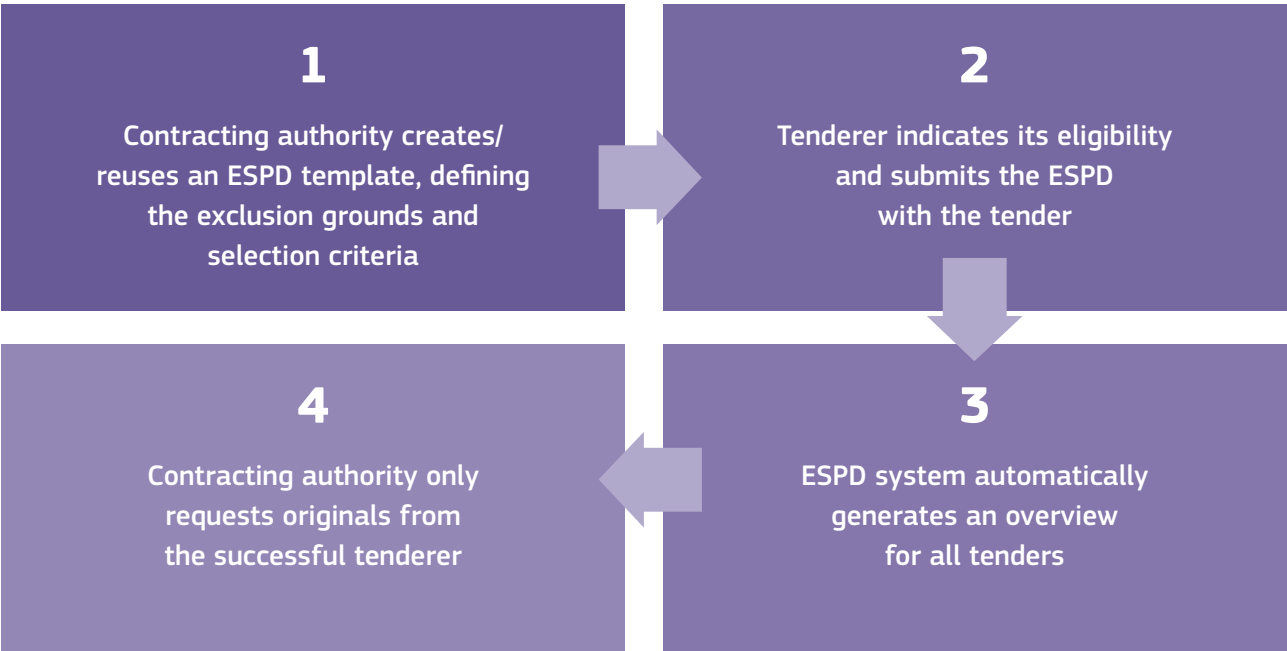 1
Contracting authority creates/
reuses an ESPD template, defining
the exclusion grounds and
selection criteria
2
Tenderer indicates its eligibility
and submits the ESPD
with the tender
3
ESPD system automatically
generates an overview
for all tenders
4
Contracting authority only
requests originals from
the successful tenderer